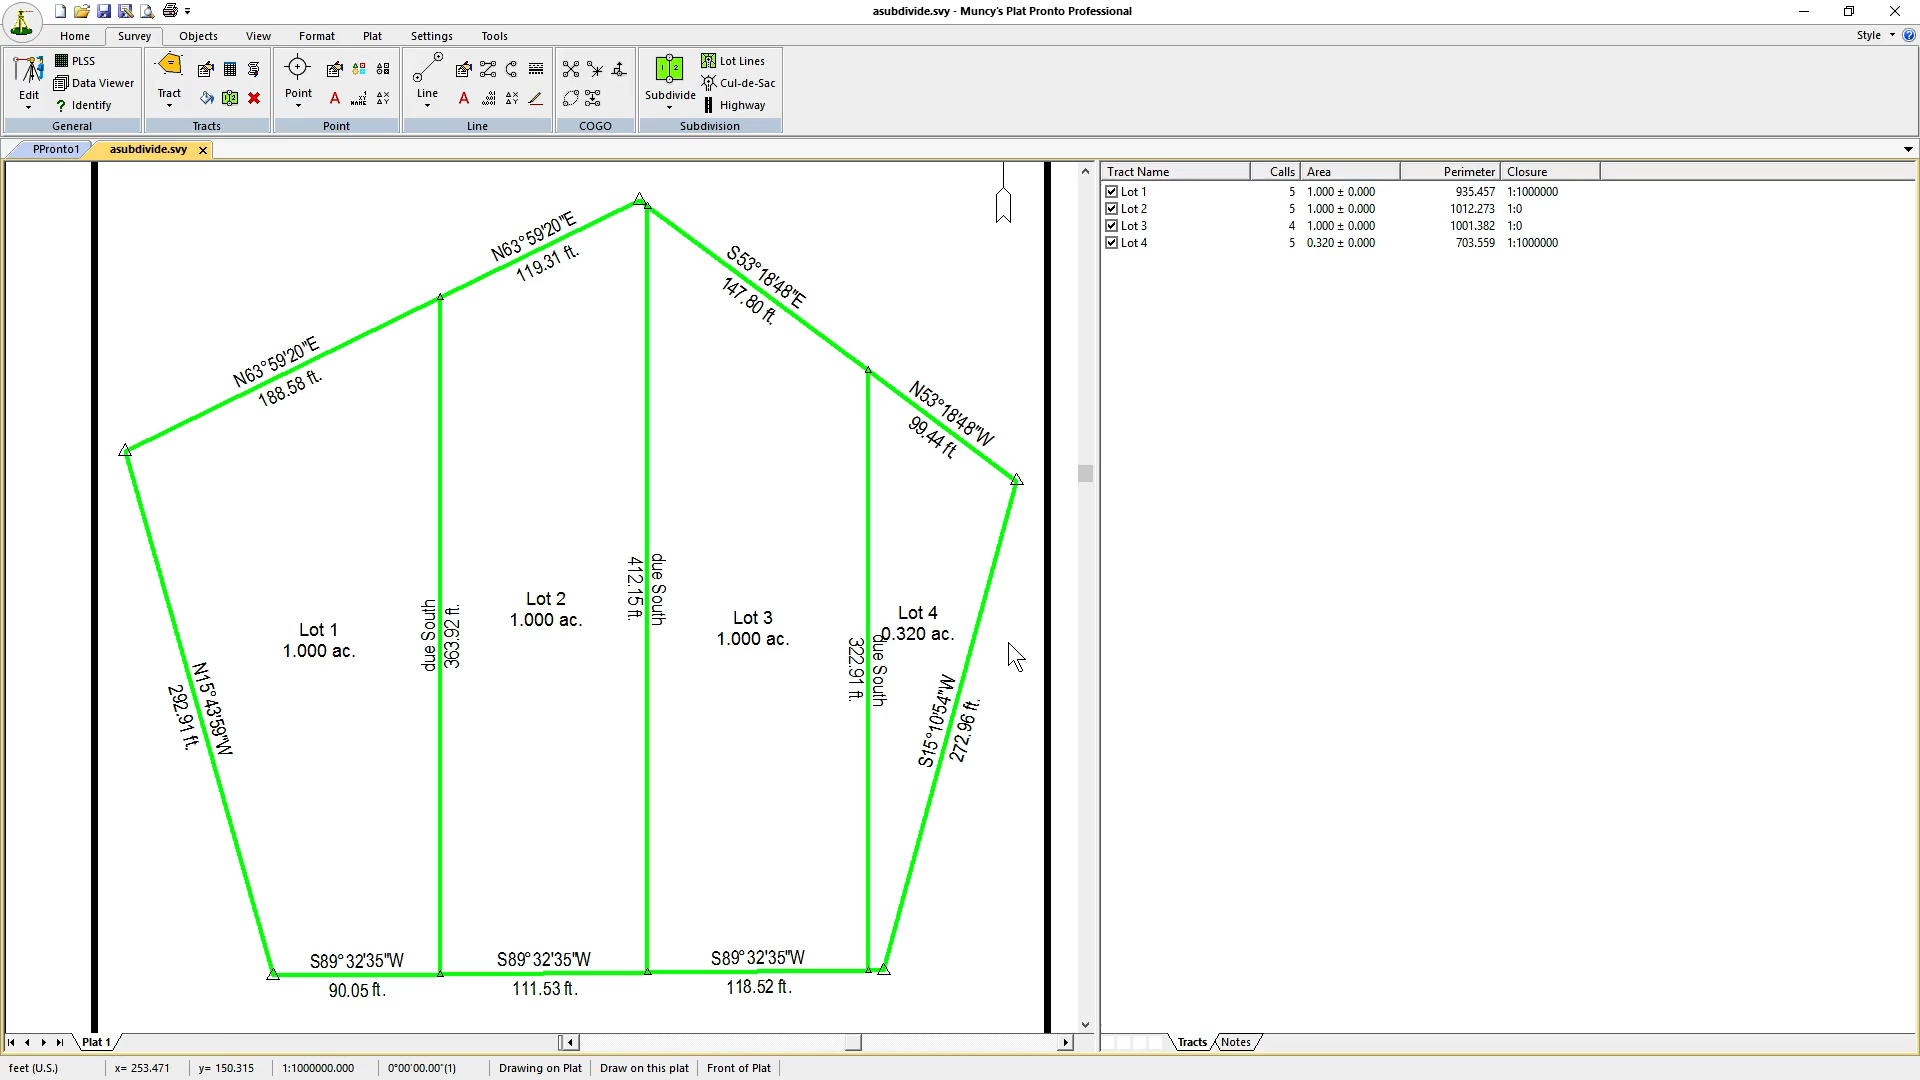 asubdivide.svy - Muncy's Plat Pronto Professional
Home Survey Objects View Format Plat Settings Tools
Style
Edit
PLSS
Data Viewer
Identify
General
Tract
Tracts
Point
Point
Line
Line
COGO
Subdivide
Lot Lines
Cul-de-Sac
Highway
Subdivision
PPronto1 asubdivide.svy
N63°59'20"E
119.31 ft.
N63°59'20"E
188.58 ft.
S53°18'48"E
147.80 ft.
N53°18'48"W
99.44 ft.
Lot 1
1.000 ac.
due South
363.92 ft.
Lot 2
1.000 ac.
412.15 ft.
due South
Lot 3
1.000 ac.
322.91 ft.
due South
Lot 4
0.320 ac.
N15°43'59"W
292.91 ft.
S15°10'54"W
272.96 ft.
S89°32'35"W
90.05 ft.
S89°32'35"W
111.53 ft.
S89°32'35"W
118.52 ft.
Tract Name Calls Area Perimeter Closure
Lot 1 5 1.000 ± 0.000 935.457 1:1000000
Lot 2 5 1.000 ± 0.000 1012.273 1:0
Lot 3 4 1.000 ± 0.000 1001.382 1:0
Lot 4 5 0.320 ± 0.000 703.559 1:1000000
Plat 1
Tracts Notes
feet (U.S.) x= 253.471 y= 150.315 1:1000000.000 0°00'00.00"(1) Drawing on Plat Draw on this plat Front of Plat